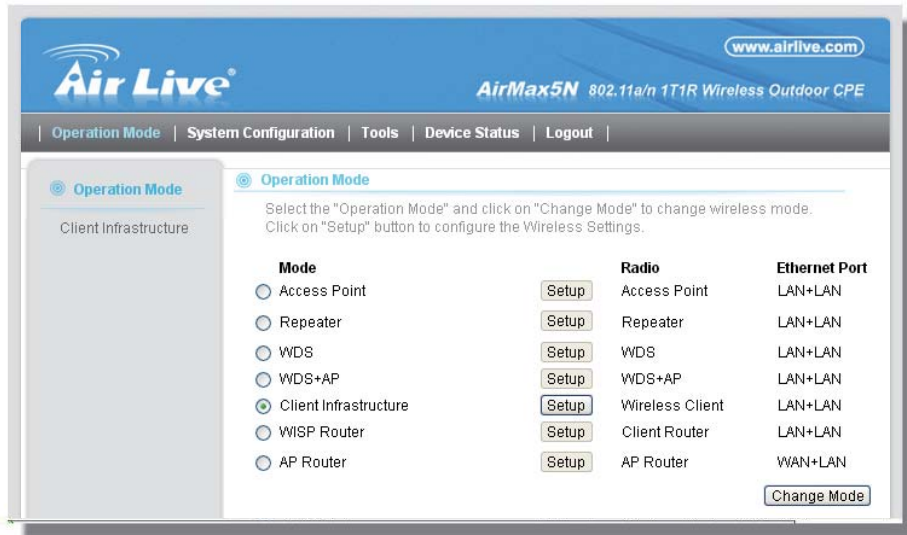 www.airlive.com
Air Live®
AirMax5N 802.11a/n 1T1R Wireless Outdoor CPE
| Operation Mode | System Configuration | Tools | Device Status | Logout |
Operation Mode
Client Infrastructure
Operation Mode
Select the "Operation Mode" and click on "Change Mode" to change wireless mode.
Click on "Setup" button to configure the Wireless Settings.
Mode Radio Ethernet Port
Access Point Setup Access Point LAN+LAN
Repeater Setup Repeater LAN+LAN
WDS Setup WDS LAN+LAN
WDS+AP Setup WDS+AP LAN+LAN
Client Infrastructure Setup Wireless Client LAN+LAN
WISP Router Setup Client Router LAN+LAN
AP Router Setup AP Router WAN+LAN
Change Mode